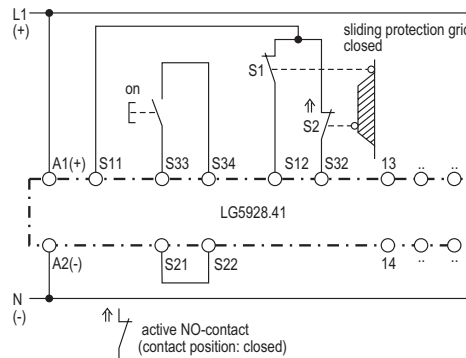 L1
(+)
sliding protection grid
closed
on
S1
S2
A1(+) S11 S33 S34 S12 S32 13 .. ..
LG5928.41
A2(-) S21 S22 14 .. ..
N
(-)
active NO-contact
(contact position: closed)